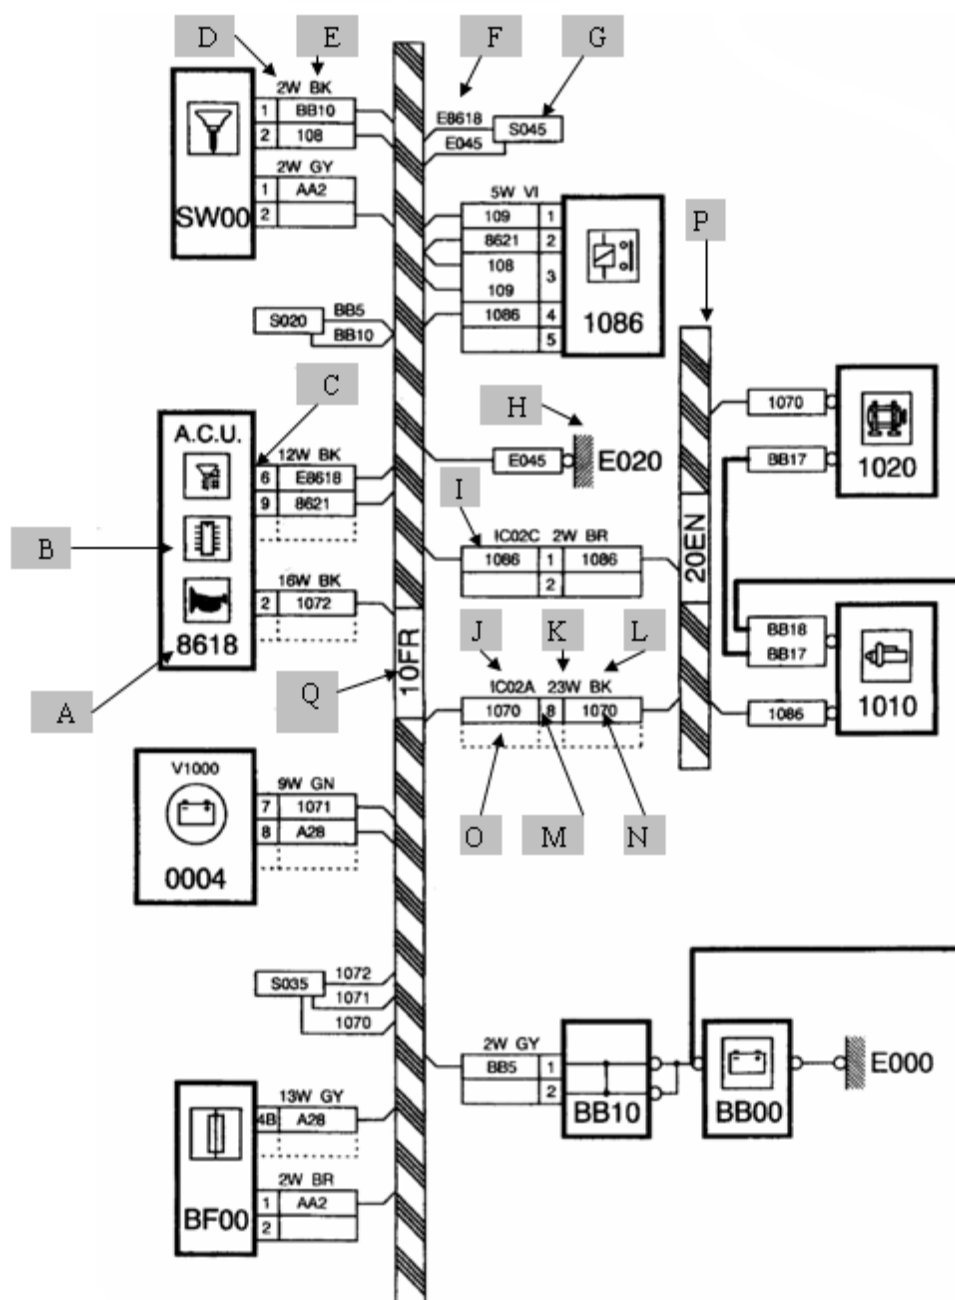 D E F G
2W BK
1 BB10
2 108
2W GY
1 AA2
2
SW00
E8618
S045
E045
5W VI
109 1
8621 2
108
3
109
1086 4
5
1086
P
BB5
S020
BB10
C
H
A.C.U.
12W BK
6 E8618
9 8621
B
16W BK
2 1072
8618
A
E045 E020
I
IC02C 2W BR
1086 1 1086
2
20EN
1070
BB17
1020
BB18
BB17
1086
1010
10FR
Q
J K L
IC02A 23W BK
1070 8 1070
O M N
V1000
9W GN
7 1071
8 A28
0004
1072
S035
1071
1070
2W GY
BB5 1
2
BB10
BB00
E000
13W GY
4B A28
2W BR
1 AA2
2
BF00